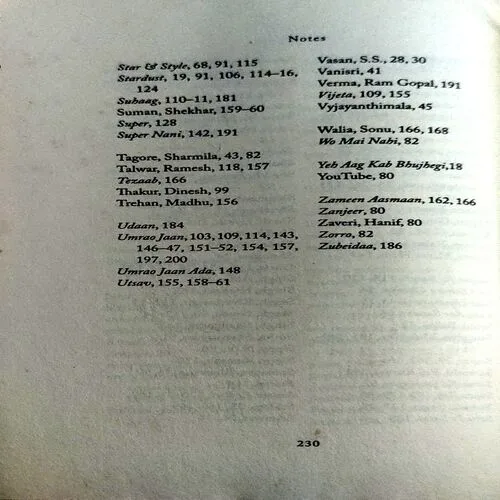 Notes
Star & Style, 68, 91, 115
Stardust, 19, 91, 106, 114–16,
124
Suhaag, 110–11, 181
Suman, Shekhar, 159–60
Super, 128
Super Nani, 142, 191
Tagore, Sharmila, 43, 82
Talwar, Ramesh, 118, 157
Tezaab, 166
Thakur, Dinesh, 99
Trehan, Madhu, 156
Udaan, 184
Umrao Jaan, 103, 109, 114, 143,
146–47, 151–52, 154, 157,
197, 200
Umrao Jaan Ada, 148
Utsav, 155, 158–61
Vasan, S.S., 28, 30
Vanisri, 41
Verma, Ram Gopal, 191
Vijeta, 109, 155
Vyjayanthimala, 45
Walia, Sonu, 166, 168
Wo Mai Nahi, 82
Yeh Aag Kab Bhujhegi,18
YouTube, 80
Zameen Aasmaan, 162, 166
Zanjeer, 80
Zaveri, Hanif, 80
Zorro, 82
Zubeidaa, 186
230